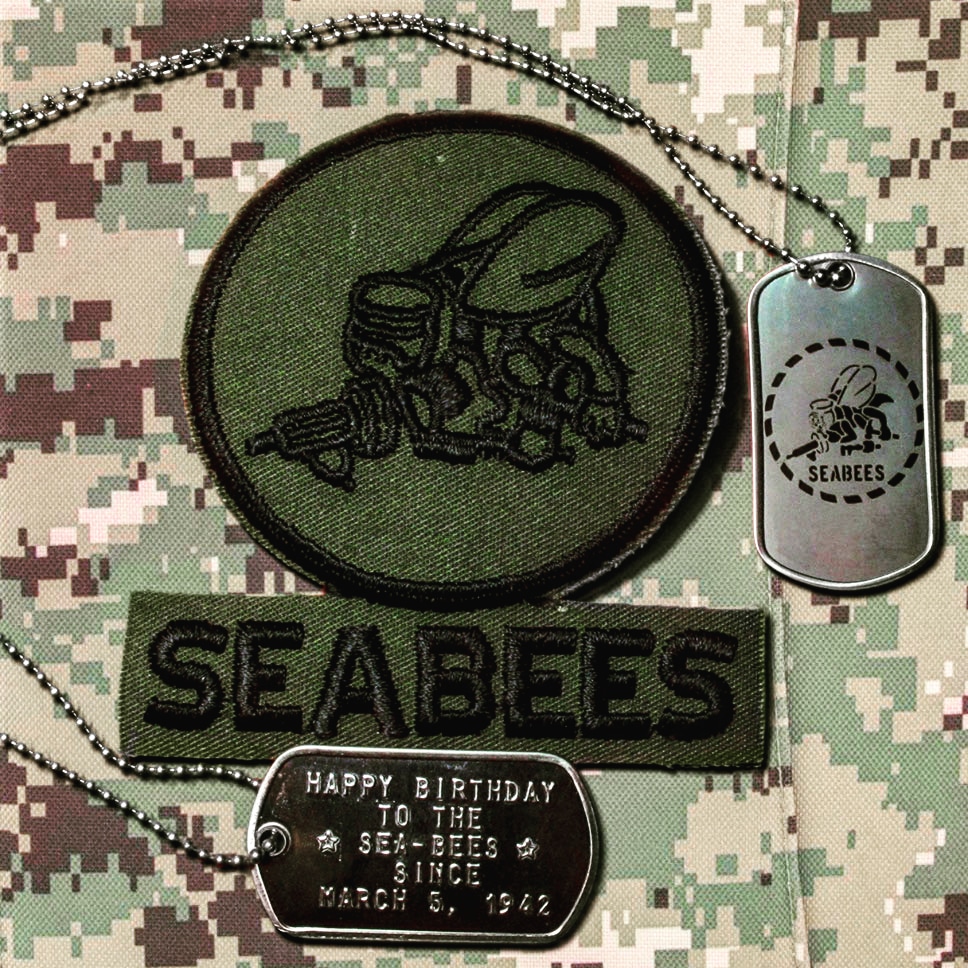 SEABEES
SEABEES
HAPPY BIRTHDAY
TO THE
☆ SEA-BEES ☆
SINCE
MARCH 5, 1942